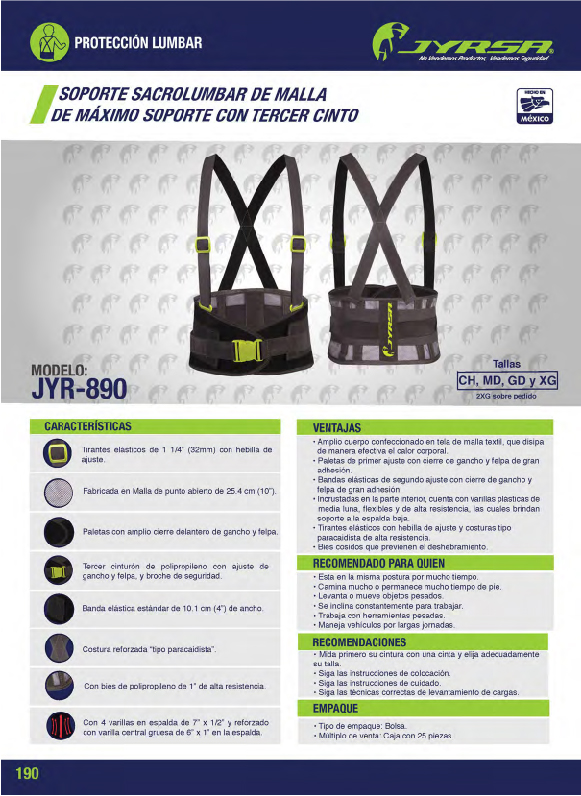 PROTECCIÓN LUMBAR
JYRSA®
No Vendemos Productos, Vendemos Seguridad
SOPORTE SACROLUMBAR DE MALLA
DE MÁXIMO SOPORTE CON TERCER CINTO
HECHO EN
MÉXICO
JYRSA
MODELO:
JYR-890
Tallas
CH, MD, GD y XG
2XG sobre pedido
CARACTERÍSTICAS
Tirantes elásticos de 1 1/4" (32mm) con hebilla de
ajuste.
Fabricada en Malla de punto abierto de 25.4 cm (10").
Paletas con amplio cierre delantero de gancho y felpa.
Tercer cinturón de polipropileno con ajuste de
gancho y felpa, y broche de seguridad.
Banda elástica estándar de 10.1 cm (4") de ancho.
Costura reforzada "tipo paracaidista".
Con bies de polipropileno de 1" de alta resistencia.
Con 4 varillas en espalda de 7" x 1/2" y reforzado
con varilla central gruesa de 6" x 1" en la espalda.
VENTAJAS
• Amplio cuerpo confeccionado en tela de malla textil, que disipa
de manera efectiva el calor corporal.
• Paletas de primer ajuste con cierre de gancho y felpa de gran
adhesión.
• Bandas elásticas de segundo ajuste con cierre de gancho y
felpa de gran adhesión
• Incrustadas en la parte interior, cuenta con varillas plásticas de
media luna, flexibles y de alta resistencia, las cuales brindan
soporte a la espalda baja.
• Tirantes elásticos con hebilla de ajuste y costuras tipo
paracaidista de alta resistencia.
• Bies cosidos que previenen el deshebramiento.
RECOMENDADO PARA QUIEN
• Esta en la misma postura por mucho tiempo.
• Camina mucho o permanece mucho tiempo de pie.
• Levanta o mueve objetos pesados.
• Se inclina constantemente para trabajar.
• Trabaja con herramientas pesadas.
• Maneja vehículos por largas jornadas.
RECOMENDACIONES
• Mida primero su cintura con una cinta y elija adecuadamente
su talla.
• Siga las instrucciones de colocación.
• Siga las instrucciones de cuidado.
• Siga las técnicas correctas de levantamiento de cargas.
EMPAQUE
• Tipo de empaque: Bolsa.
• Múltiplo de venta: Caja con 25 piezas
190